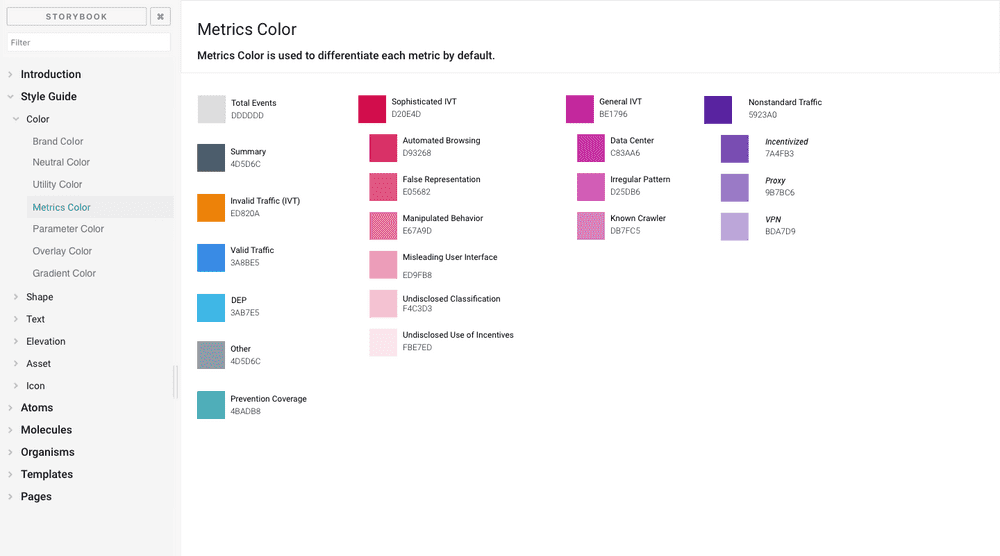 STORYBOOK
⌘
Filter
Introduction
Style Guide
Color
Brand Color
Neutral Color
Utility Color
Metrics Color
Parameter Color
Overlay Color
Gradient Color
Shape
Text
Elevation
Asset
Icon
Atoms
Molecules
Organisms
Templates
Pages
Metrics Color
Metrics Color is used to differentiate each metric by default.
Total Events
DDDDDD
Summary
4D5D6C
Invalid Traffic (IVT)
ED820A
Valid Traffic
3A8BE5
DEP
3AB7E5
Other
4D5D6C
Prevention Coverage
4BADB8
Sophisticated IVT
D20E4D
Automated Browsing
D93268
False Representation
E05682
Manipulated Behavior
E67A9D
Misleading User Interface
ED9FB8
Undisclosed Classification
F4C3D3
Undisclosed Use of Incentives
FBE7ED
General IVT
BE1796
Data Center
C83AA6
Irregular Pattern
D25DB6
Known Crawler
DB7FC5
Nonstandard Traffic
5923A0
Incentivized
7A4FB3
Proxy
9B7BC6
VPN
BDA7D9